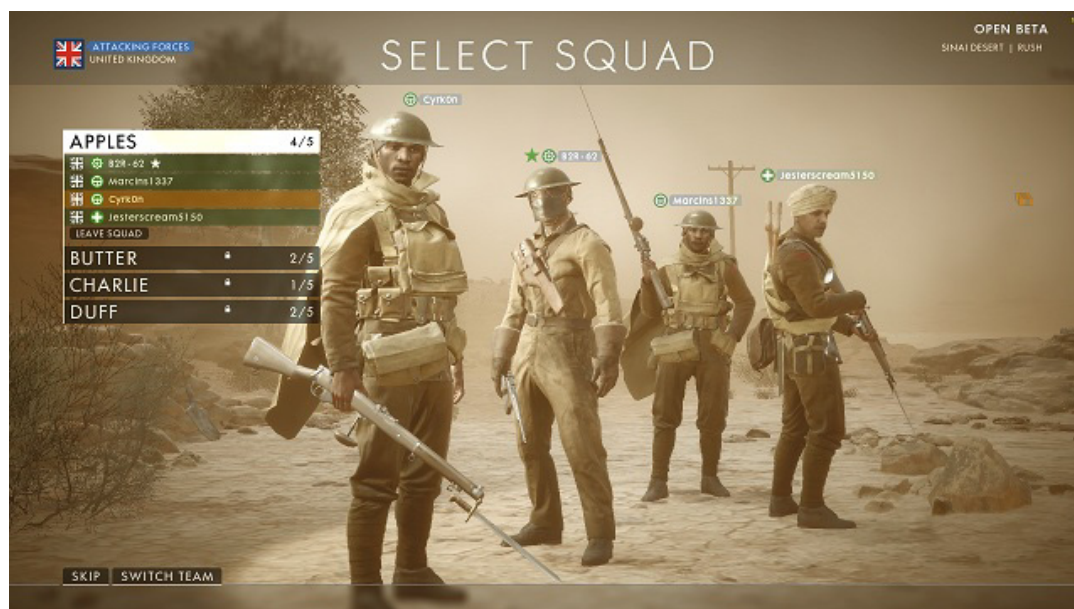 ATTACKING FORCES
UNITED KINGDOM
SELECT SQUAD
OPEN BETA
SINAI DESERT | RUSH
APPLES 4/5
B2R-62
Marcins1337
Cyrk0n
Jesterscream5150
LEAVE SQUAD
BUTTER 2/5
CHARLIE 1/5
DUFF 2/5
Cyrk0n
B2R-62
Marcins1337
Jesterscream5150
SKIP
SWITCH TEAM